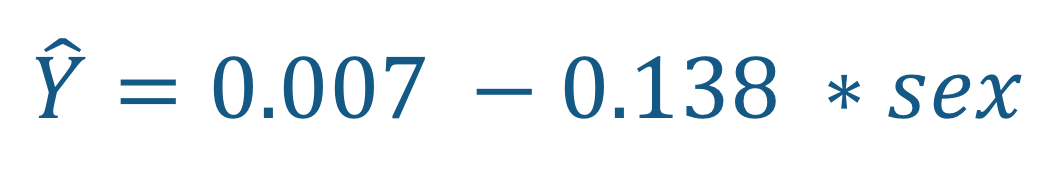 Ŷ = 0.007 − 0.138 * sex